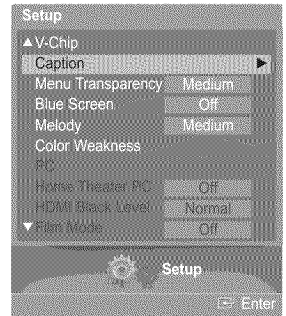 Setup
▲ V-Chip
Caption ►
Menu Transparency Medium
Blue Screen Off
Melody Medium
Color Weakness
PC
Home Theater PC Off
HDMI Black Level Normal
▼ Film Mode Off
Setup
Enter